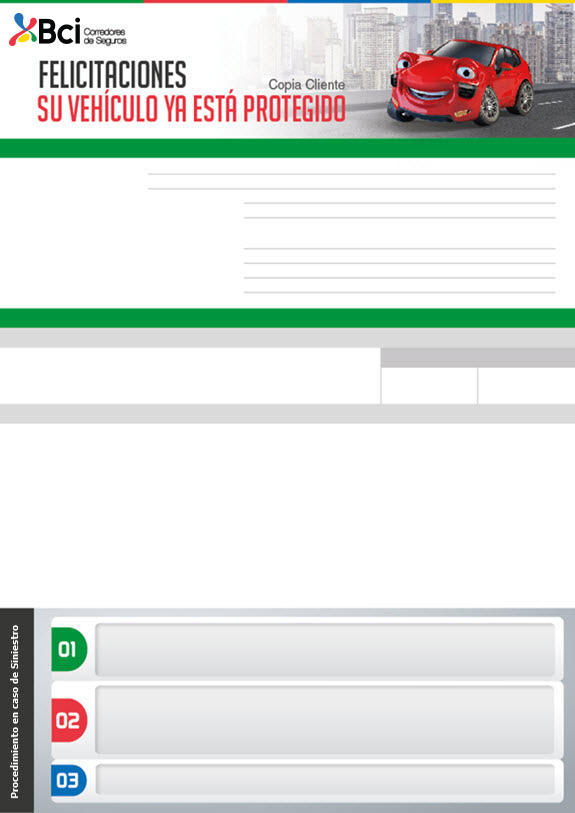 Bci Corredores
de Seguros
FELICITACIONES
Copia Cliente
SU VEHÍCULO YA ESTÁ PROTEGIDO
Procedimiento en caso de Siniestro
01
02
03